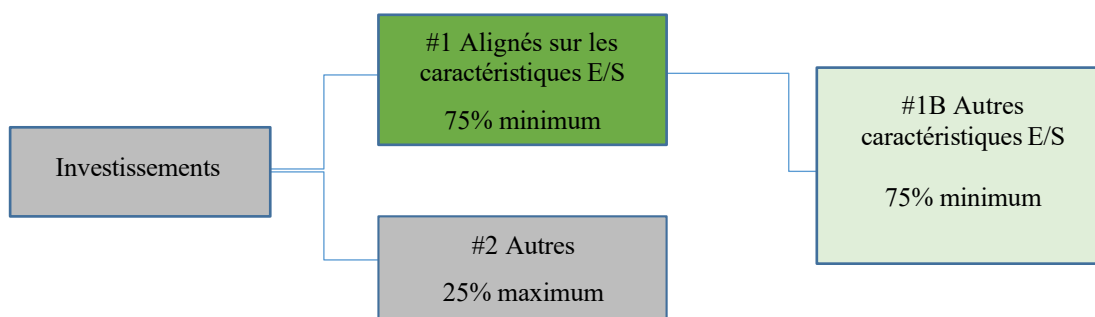 Investissements
#1 Alignés sur les
caractéristiques E/S
75% minimum
#2 Autres
25% maximum
#1B Autres
caractéristiques E/S
75% minimum